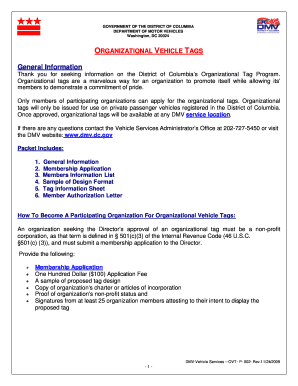 GOVERNMENT OF THE DISTRICT OF COLUMBIA
DEPARTMENT OF MOTOR VEHICLES
Washington, DC 20024
DMV
ORGANIZATIONAL VEHICLE TAGS
General Information
Thank you for seeking information on the District of Columbia's Organizational Tag Program.
Organizational tags are a marvelous way for an organization to promote itself while allowing its'
members to demonstrate a commitment of pride.
Only members of participating organizations can apply for the organizational tags. Organizational
tags will only be issued for use on private passenger vehicles registered in the District of Columbia.
Once approved, organizational tags will be available at any DMV service location.
If there are any questions contact the Vehicle Services Administrator's Office at 202-727-5450 or visit
the DMV website: www.dmv.dc.gov
Packet Includes:
1. General Information
2. Membership Application
3. Members Information List
4. Sample of Design Format
5. Tag Information Sheet
6. Member Authorization Letter
How To Become A Participating Organization For Organizational Vehicle Tags:
An organization seeking the Director's approval of an organizational tag must be a non-profit
corporation, as that term is defined in § 501(c)(3) of the Internal Revenue Code (46 U.S.C.
§501(c) (3)), and must submit a membership application to the Director.
Provide the following:
• Membership Application
• One Hundred Dollar ($100) Application Fee
• A sample of proposed tag design
• Copy of organization's charter or articles of incorporation
• Proof of organization's non-profit status and
• Signatures from at least 25 organization members attesting to their intent to display the
proposed tag
- 1 -